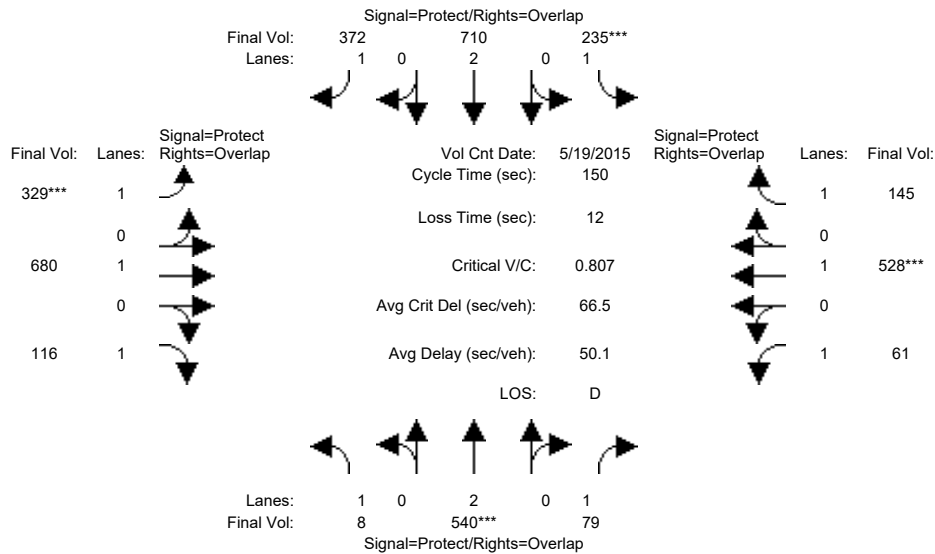 Signal=Protect/Rights=Overlap
Final Vol: 372 710 235***
Lanes: 1 0 2 0 1
Signal=Protect
Final Vol: Lanes: Rights=Overlap
Vol Cnt Date: 5/19/2015
Signal=Protect
Rights=Overlap Lanes: Final Vol:
Cycle Time (sec): 150
329*** 1
1 145
Loss Time (sec): 12
0
0
680 1
Critical V/C: 0.807
1 528***
0
Avg Crit Del (sec/veh): 66.5
0
116 1
Avg Delay (sec/veh): 50.1
1 61
LOS: D
Lanes: 1 0 2 0 1
Final Vol: 8 540*** 79
Signal=Protect/Rights=Overlap